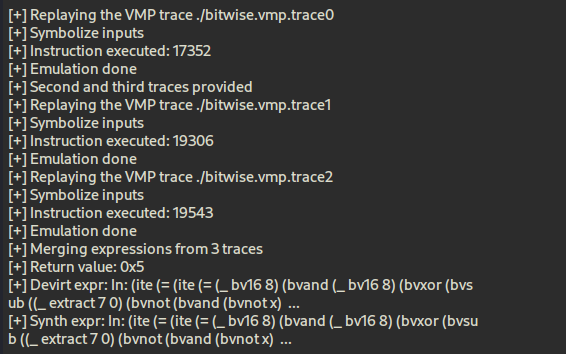 [+] Replaying the VMP trace ./bitwise.vmp.trace0
[+] Symbolize inputs
[+] Instruction executed: 17352
[+] Emulation done
[+] Second and third traces provided
[+] Replaying the VMP trace ./bitwise.vmp.trace1
[+] Symbolize inputs
[+] Instruction executed: 19306
[+] Emulation done
[+] Replaying the VMP trace ./bitwise.vmp.trace2
[+] Symbolize inputs
[+] Instruction executed: 19543
[+] Emulation done
[+] Merging expressions from 3 traces
[+] Return value: 0x5
[+] Devirt expr: In: (ite (= (ite (= (_ bv16 8) (bvand (_ bv16 8) (bvxor (bvs
ub ((_ extract 7 0) (bvnot (bvand (bvnot x)  ...
[+] Synth expr: In: (ite (= (ite (= (_ bv16 8) (bvand (_ bv16 8) (bvxor (bvsu
b ((_ extract 7 0) (bvnot (bvand (bvnot x)  ...